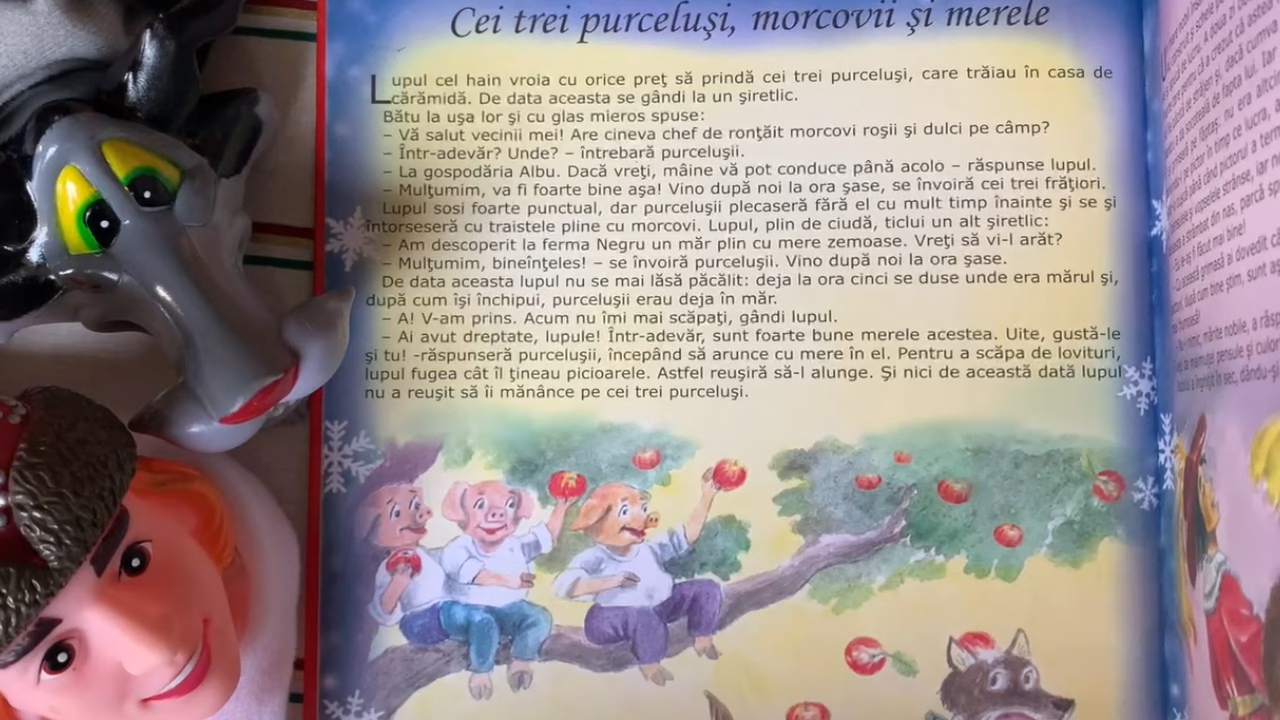 Cei trei purceluşi, morcovii şi merele
Lupul cel hain vroia cu orice preţ să prindă cei trei purceluşi, care trăiau în casa de
cărămidă. De data aceasta se gândi la un şiretlic.
Bătu la uşa lor şi cu glas mieros spuse:
– Vă salut vecinii mei! Are cineva chef de ronţăit morcovi roşii şi dulci pe câmp?
– Într-adevăr? Unde? – întrebară purceluşii.
– La gospodăria Albu. Dacă vreţi, mâine vă pot conduce până acolo – răspunse lupul.
– Mulţumim, va fi foarte bine aşa! Vino după noi la ora şase, se învoiră cei trei frăţiori.
Lupul sosi foarte punctual, dar purceluşii plecaseră fără el cu mult timp înainte şi se şi
întorseseră cu traistele pline cu morcovi. Lupul, plin de ciudă, ticlui un alt şiretlic:
– Am descoperit la ferma Negru un măr plin cu mere zemoase. Vreţi să vi-l arăt?
– Mulţumim, bineînţeles! – se învoiră purceluşii. Vino după noi la ora şase.
De data aceasta lupul nu se mai lăsă păcălit: deja la ora cinci se duse unde era mărul şi,
după cum îşi închipui, purceluşii erau deja în măr.
– A! V-am prins. Acum nu îmi mai scăpaţi, gândi lupul.
– Ai avut dreptate, lupule! Într-adevăr, sunt foarte bune merele acestea. Uite, gustă-le
şi tu! -răspunseră purceluşii, începând să arunce cu mere în el. Pentru a scăpa de lovituri,
lupul fugea cât îl ţineau picioarele. Astfel reuşiră să-l alunge. Şi nici de această dată lupul
nu a reuşit să îi mănânce pe cei trei purceluşi.